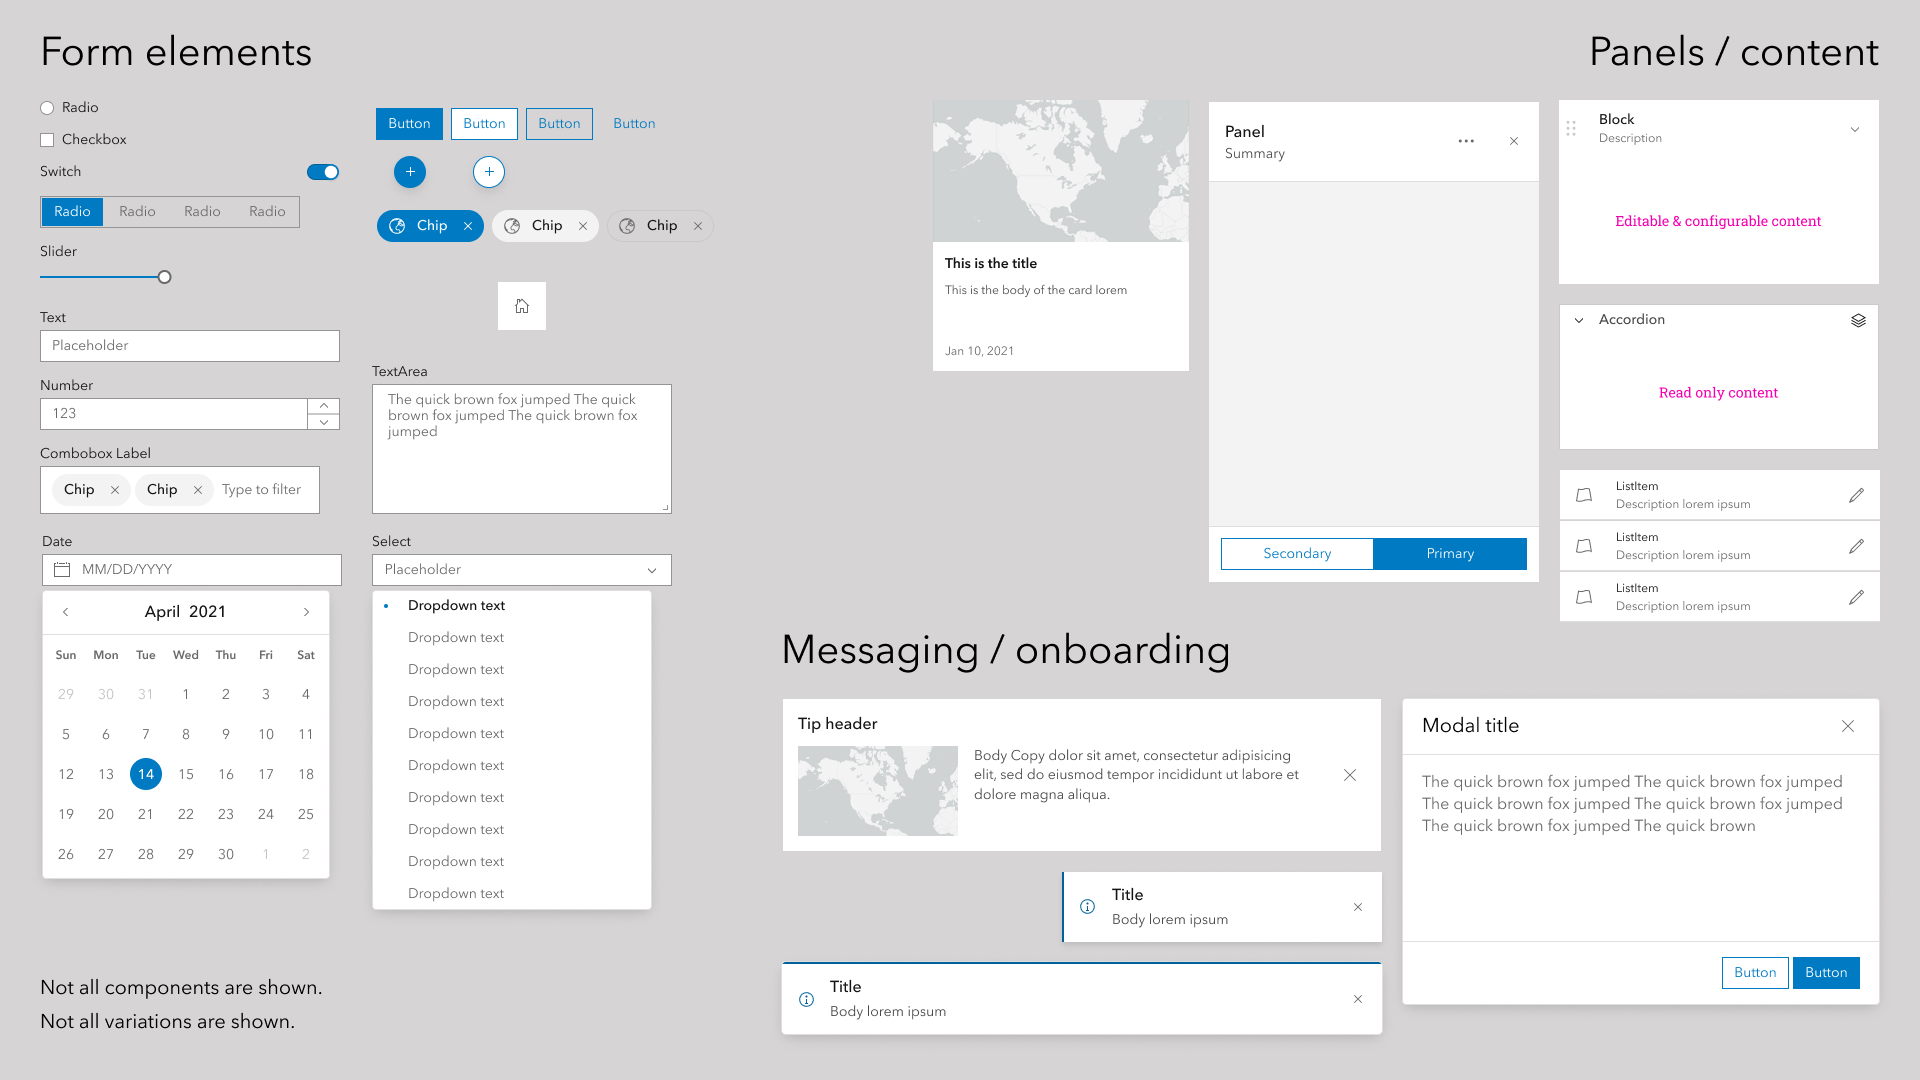 Form elements
Radio
Checkbox
Switch
Radio Radio Radio Radio
Slider
Text
Placeholder
Number
123
Combobox Label
Chip Chip Type to filter
Date
MM/DD/YYYY
April 2021
Sun Mon Tue Wed Thu Fri Sat
29 30 31 1 2 3 4
5 6 7 8 9 10 11
12 13 14 15 16 17 18
19 20 21 22 23 24 25
26 27 28 29 30 1 2
Button Button Button Button
Chip Chip Chip
TextArea
The quick brown fox jumped The quick
brown fox jumped The quick brown fox
jumped
Select
Placeholder
Dropdown text
Dropdown text
Dropdown text
Dropdown text
Dropdown text
Dropdown text
Dropdown text
Dropdown text
Dropdown text
Dropdown text
Not all components are shown.
Not all variations are shown.
Panels / content
This is the title
This is the body of the card lorem
Jan 10, 2021
Panel
Summary
Secondary Primary
Block
Description
Editable & configurable content
Accordion
Read only content
ListItem
Description lorem ipsum
ListItem
Description lorem ipsum
ListItem
Description lorem ipsum
Messaging / onboarding
Tip header
Body Copy dolor sit amet, consectetur adipisicing
elit, sed do eiusmod tempor incididunt ut labore et
dolore magna aliqua.
Title
Body lorem ipsum
Title
Body lorem ipsum
Modal title
The quick brown fox jumped The quick brown fox jumped
The quick brown fox jumped The quick brown fox jumped
The quick brown fox jumped The quick brown
Button Button